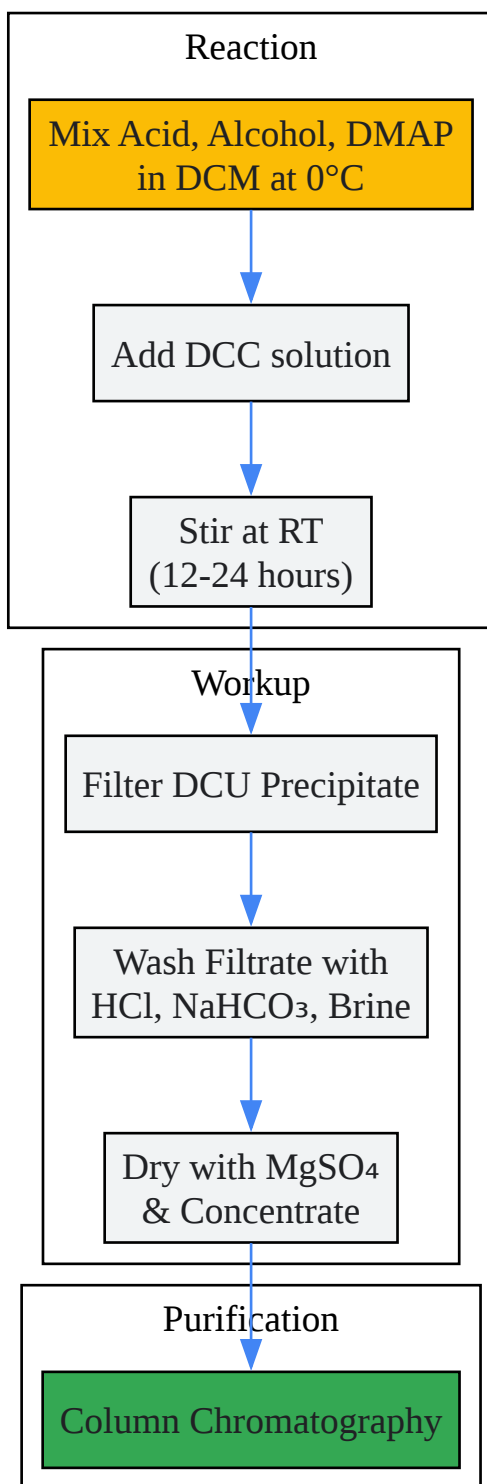 Reaction
Mix Acid, Alcohol, DMAP
in DCM at 0°C
Add DCC solution
Stir at RT
(12-24 hours)
Workup
Filter DCU Precipitate
Wash Filtrate with
HCl, NaHCO₃, Brine
Dry with MgSO₄
& Concentrate
Purification
Column Chromatography